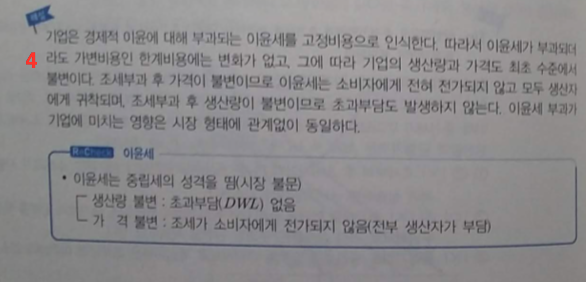 해설
기업은 경제적 이윤에 대해 부과되는 이윤세를 고정비용으로 인식한다. 따라서 이윤세가 부과되더
4 라도 가변비용인 한계비용에는 변화가 없고, 그에 따라 기업의 생산량과 가격도 최초 수준에서
불변이다. 조세부과 후 가격이 불변이므로 이윤세는 소비자에게 전혀 전가되지 않고 모두 생산자
에게 귀착되며, 조세부과 후 생산량이 불변이므로 초과부담도 발생하지 않는다. 이윤세 부과가
기업에 미치는 영향은 시장 형태에 관계없이 동일하다.
Re-Check 이윤세
• 이윤세는 중립세의 성격을 띰(시장 불문)
생산량 불변 : 초과부담(DWL) 없음
가 격 불변 : 조세가 소비자에게 전가되지 않음(전부 생산자가 부담)